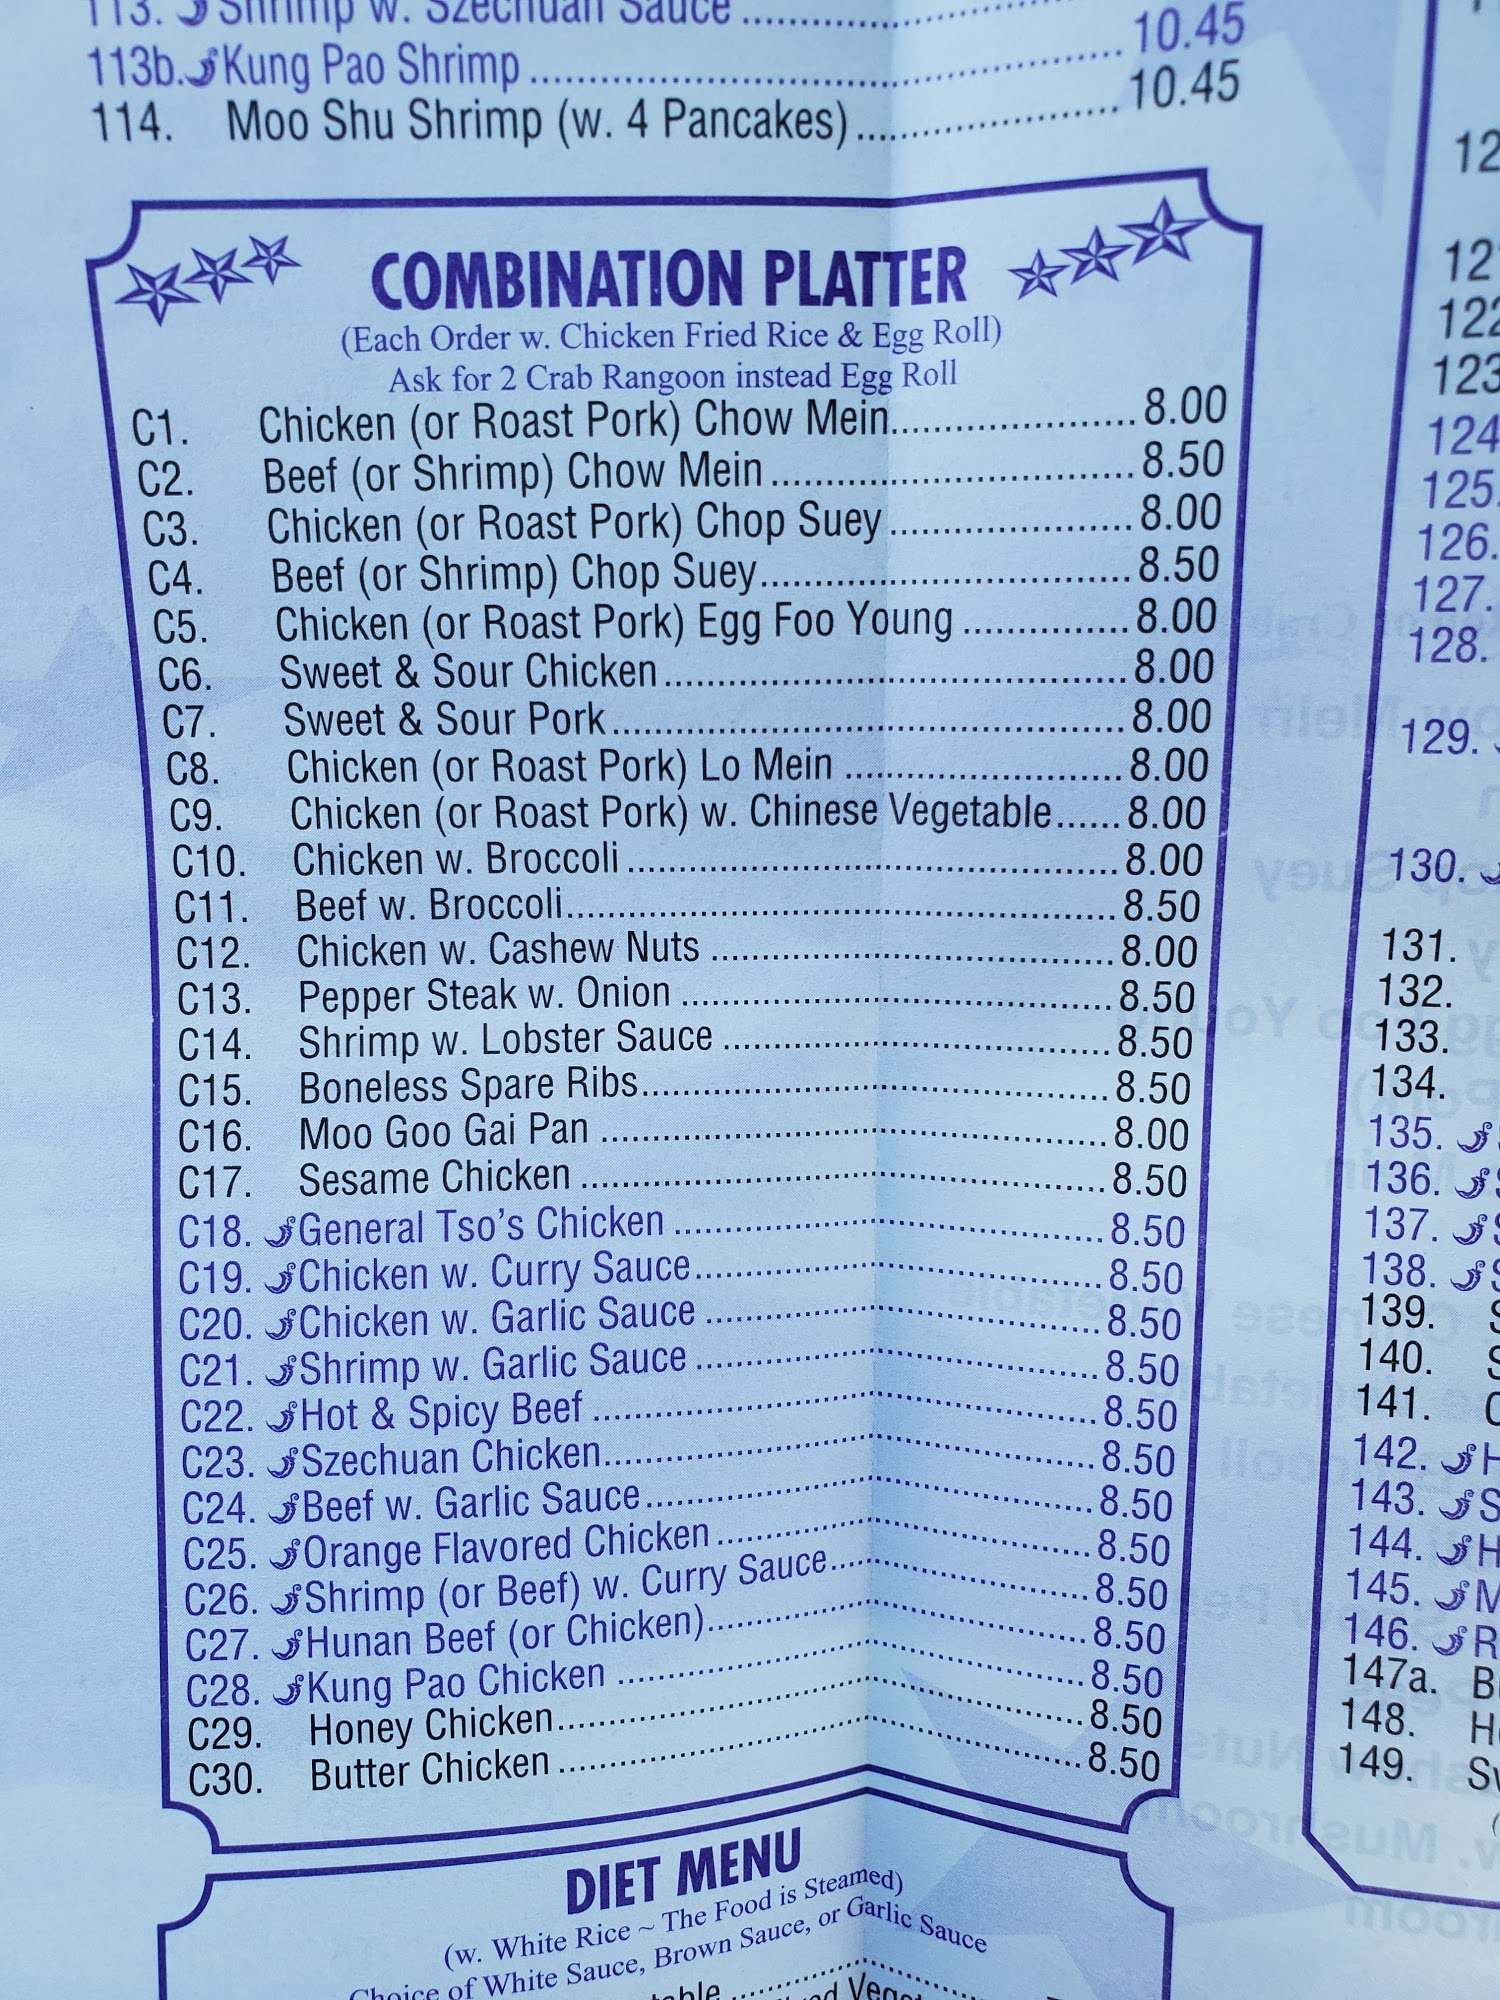 113. Shrimp w. Szechuan Sauce
113b. Kung Pao Shrimp 10.45
114. Moo Shu Shrimp (w. 4 Pancakes) 10.45
COMBINATION PLATTER
(Each Order w. Chicken Fried Rice & Egg Roll)
Ask for 2 Crab Rangoon instead Egg Roll
C1. Chicken (or Roast Pork) Chow Mein 8.00
C2. Beef (or Shrimp) Chow Mein 8.50
C3. Chicken (or Roast Pork) Chop Suey 8.00
C4. Beef (or Shrimp) Chop Suey 8.50
C5. Chicken (or Roast Pork) Egg Foo Young 8.00
C6. Sweet & Sour Chicken 8.00
C7. Sweet & Sour Pork 8.00
C8. Chicken (or Roast Pork) Lo Mein 8.00
C9. Chicken (or Roast Pork) w. Chinese Vegetable 8.00
C10. Chicken w. Broccoli 8.00
C11. Beef w. Broccoli 8.50
C12. Chicken w. Cashew Nuts 8.00
C13. Pepper Steak w. Onion 8.50
C14. Shrimp w. Lobster Sauce 8.50
C15. Boneless Spare Ribs 8.50
C16. Moo Goo Gai Pan 8.00
C17. Sesame Chicken 8.50
C18. General Tso's Chicken 8.50
C19. Chicken w. Curry Sauce 8.50
C20. Chicken w. Garlic Sauce 8.50
C21. Shrimp w. Garlic Sauce 8.50
C22. Hot & Spicy Beef 8.50
C23. Szechuan Chicken 8.50
C24. Beef w. Garlic Sauce 8.50
C25. Orange Flavored Chicken 8.50
C26. Shrimp (or Beef) w. Curry Sauce 8.50
C27. Hunan Beef (or Chicken) 8.50
C28. Kung Pao Chicken 8.50
C29. Honey Chicken 8.50
C30. Butter Chicken 8.50
DIET MENU
(w. White Rice ~ The Food is Steamed)
Choice of White Sauce, Brown Sauce, or Garlic Sauce
122
123
124
125.
126.
127.
128.
129.
130.
131.
132.
133.
134.
135.
136.
137.
138.
139.
140.
141.
142.
143.
144.
145.
146.
147a.
148.
149.